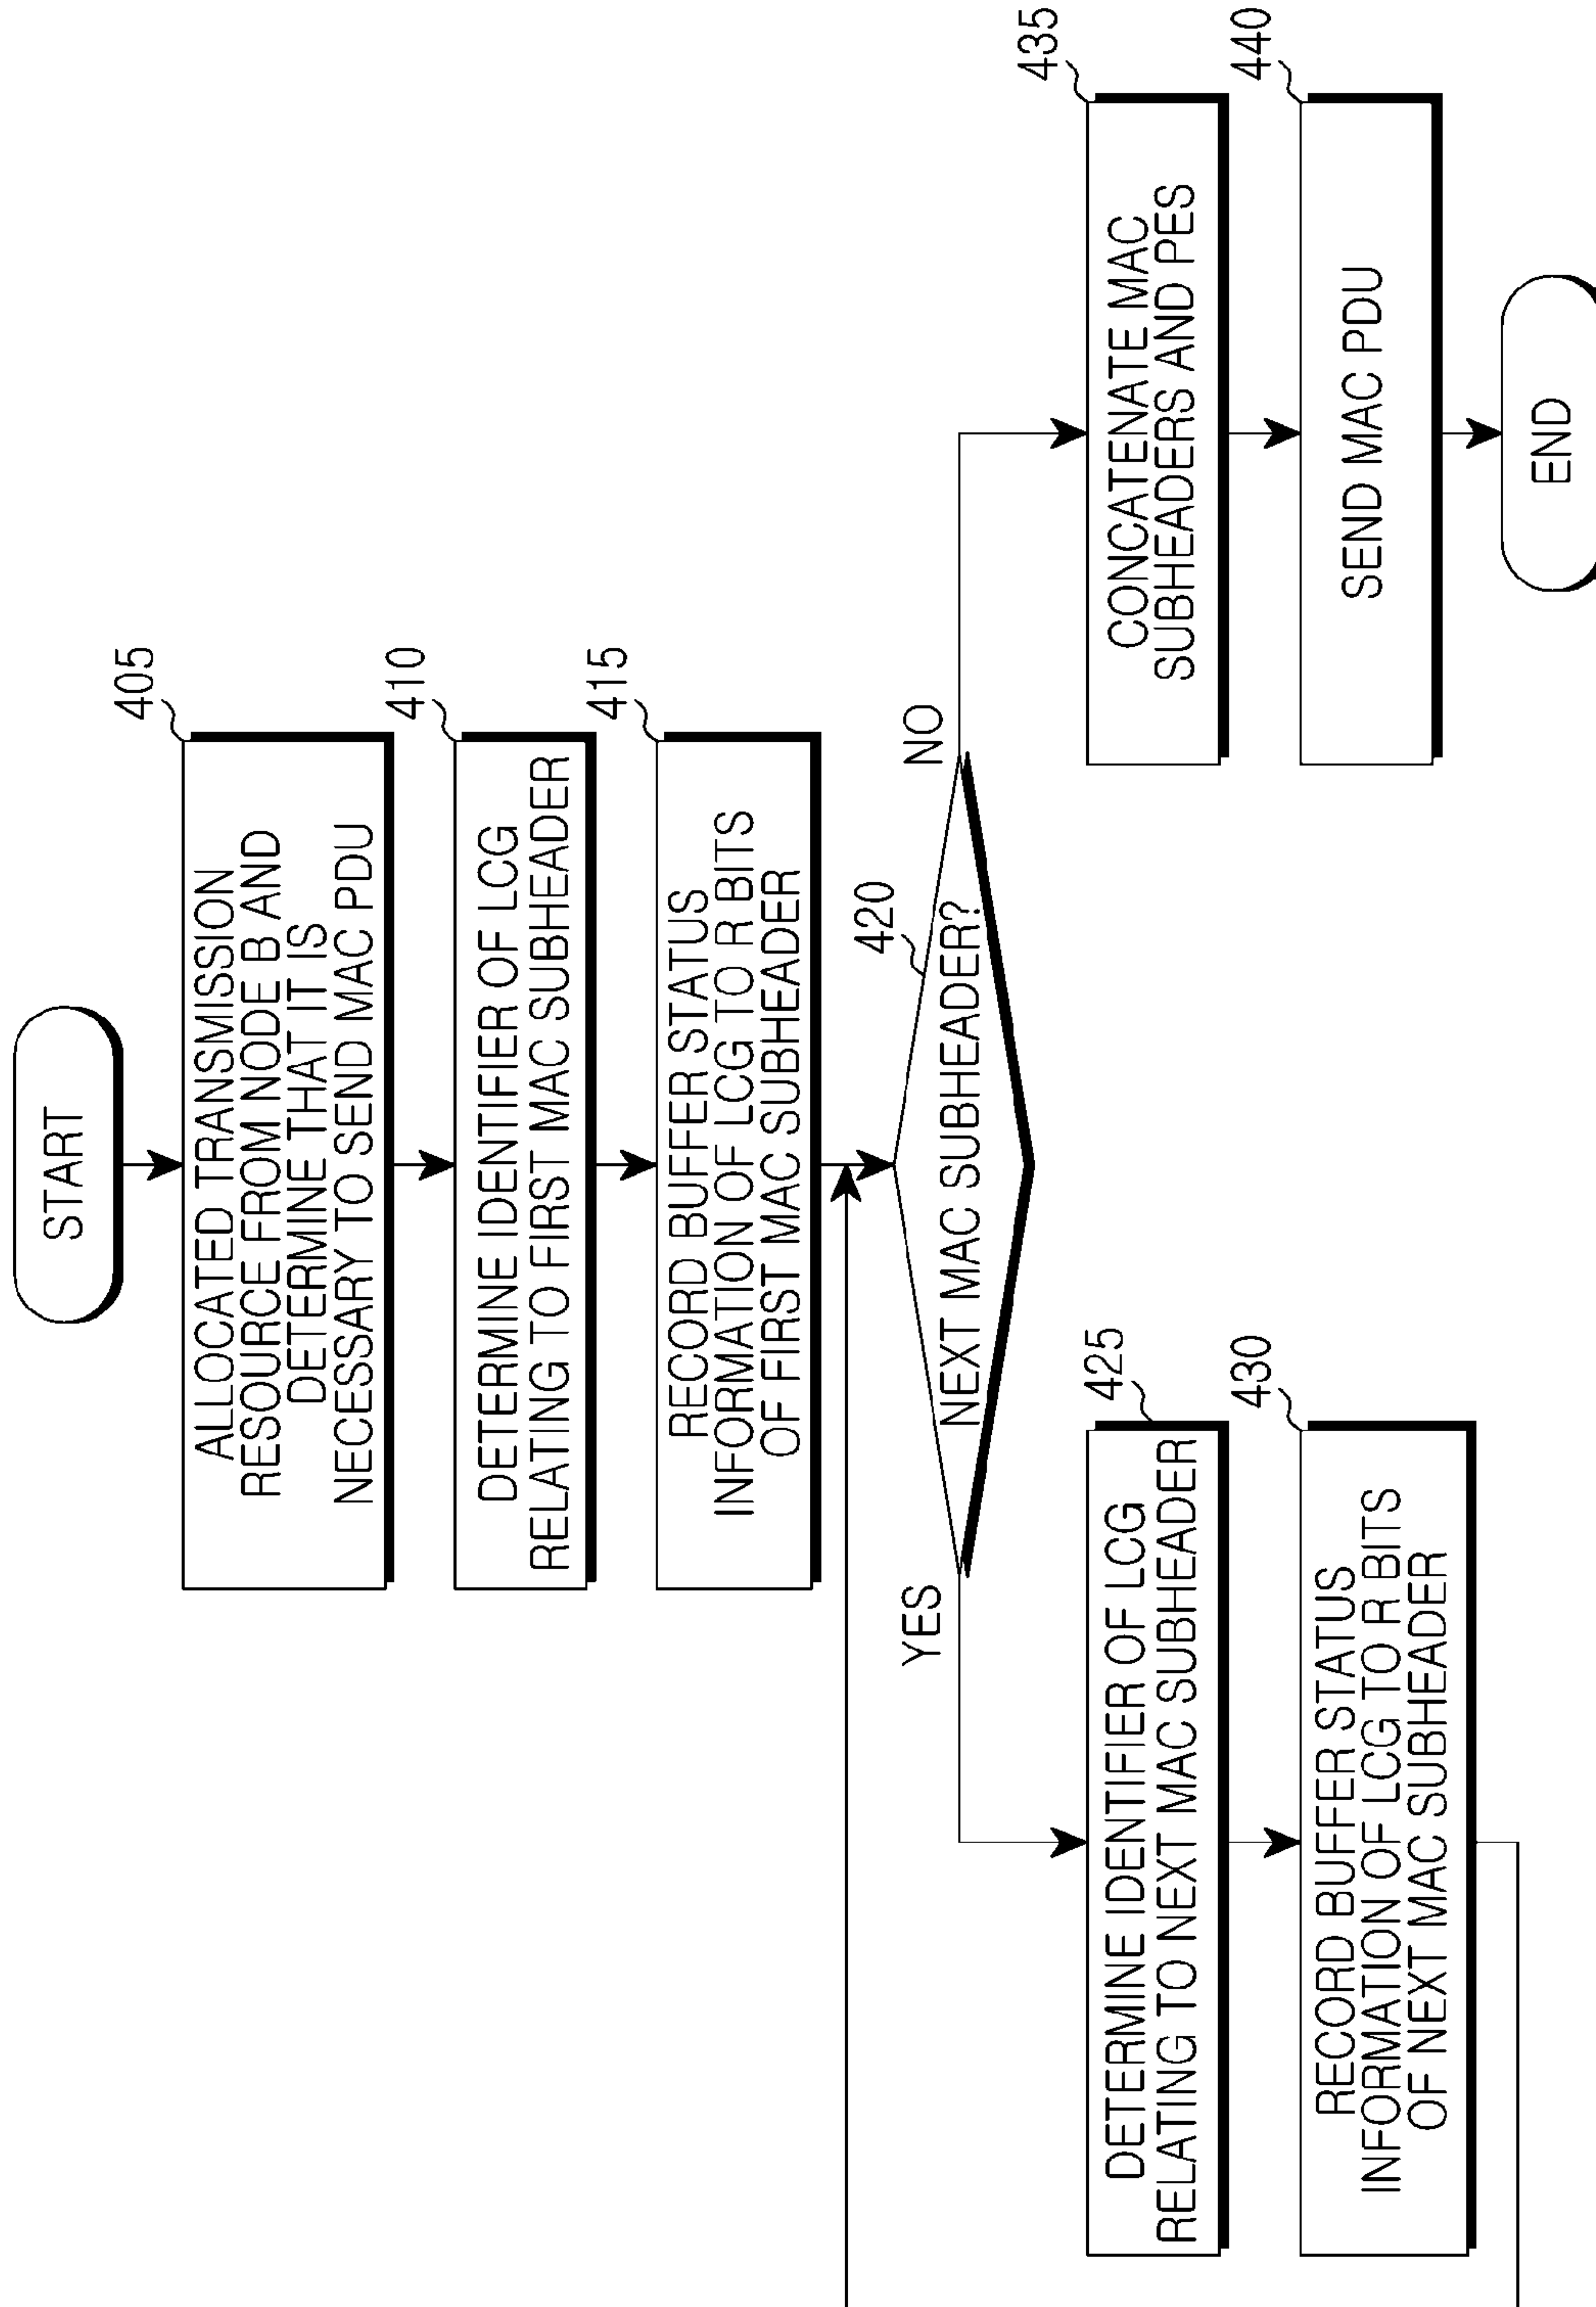 START
405
ALLOCATED TRANSMISSION
RESOURCE FROM NODE B AND
DETERMINE THAT IT IS
NECESSARY TO SEND MAC PDU
410
DETERMINE IDENTIFIER OF LCG
RELATING TO FIRST MAC SUBHEADER
415
RECORD BUFFER STATUS
INFORMATION OF LCG TO R BITS
OF FIRST MAC SUBHEADER
420
NEXT MAC SUBHEADER?
YES
NO
425
DETERMINE IDENTIFIER OF LCG
RELATING TO NEXT MAC SUBHEADER
430
RECORD BUFFER STATUS
INFORMATION OF LCG TO R BITS
OF NEXT MAC SUBHEADER
435
CONCATENATE MAC
SUBHEADERS AND PES
440
SEND MAC PDU
END